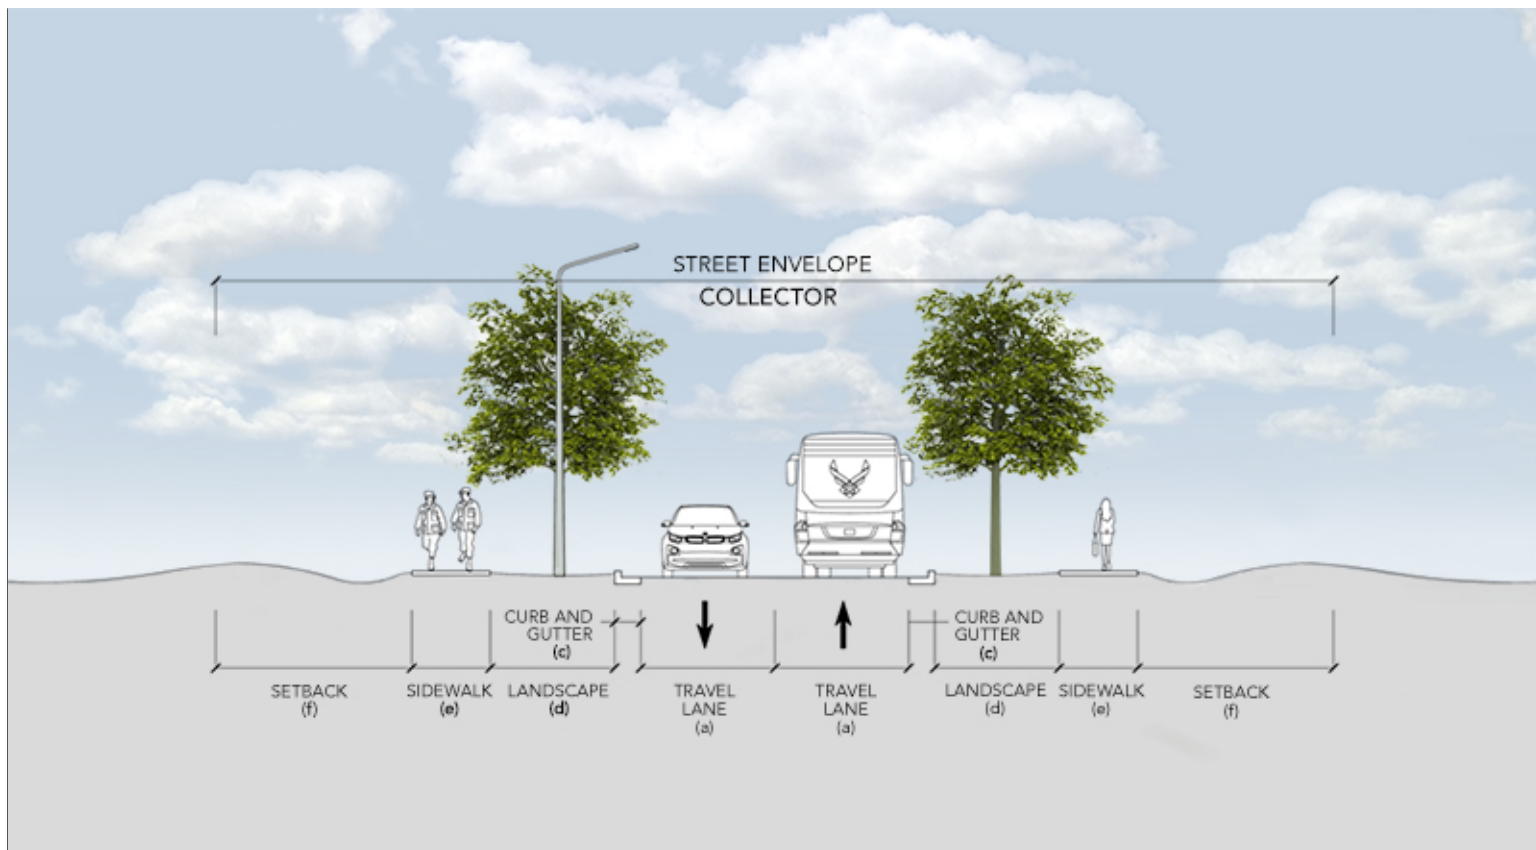 STREET ENVELOPE
COLLECTOR
CURB AND
GUTTER
(c)
CURB AND
GUTTER
(c)
SETBACK
(f)
SIDEWALK
(e)
LANDSCAPE
(d)
TRAVEL
LANE
(a)
TRAVEL
LANE
(a)
LANDSCAPE
(d)
SIDEWALK
(e)
SETBACK
(f)